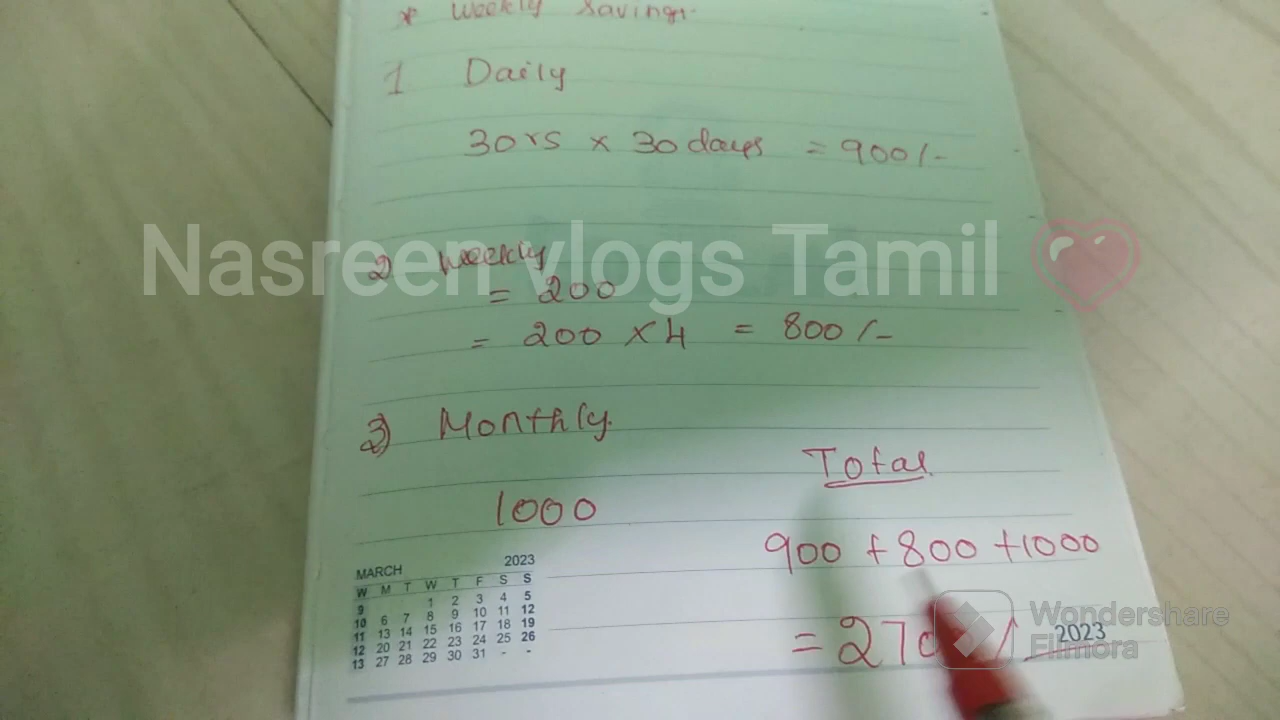 * Weekly Savings.
1 Daily
30rs × 30 days = 900/-
Nasreen vlogs Tamil
2 Weekly
= 200
= 200 × 4 = 800/-
3) Monthly.
1000
Total
900 + 800 + 1000
MARCH 2023
W M T W T F S S
9 1 2 3 4 5
10 6 7 8 9 10 11 12
11 13 14 15 16 17 18 19
12 20 21 22 23 24 25 26
13 27 28 29 30 31 - -
2023
Wondershare
Filmora